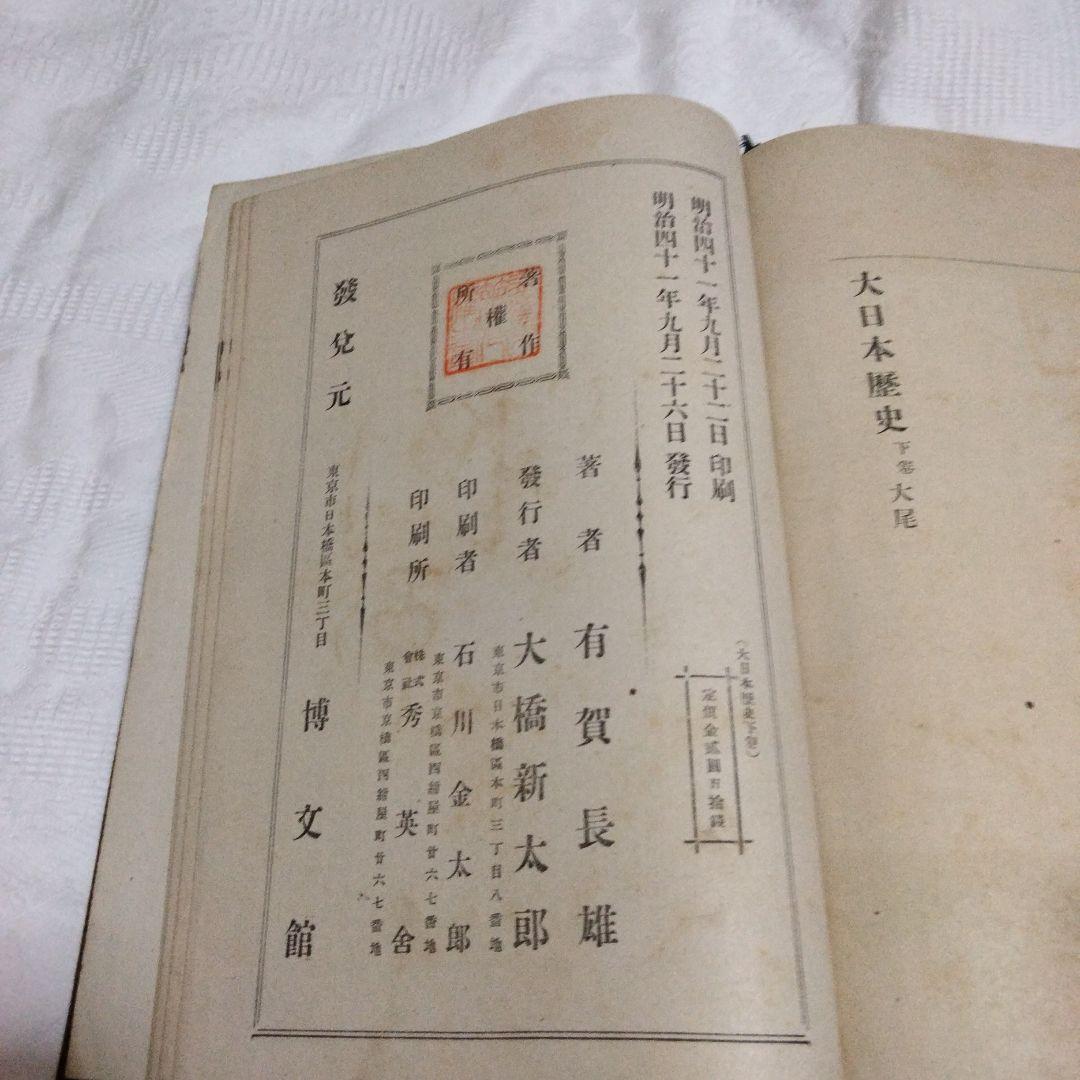 大日本歷史 下卷 大尾
明治四十一年九月二十二日印刷
明治四十一年九月二十六日發行
(大日本歷史下卷)
定價金貳圓五拾錢
著作權所有
著者 有賀長雄
發行者 大橋新太郎
東京市日本橋區本町三丁目八番地
印刷者 石川金太郎
東京市京橋區西紺屋町廿六七番地
印刷所 株式會社 秀英舍
東京市京橋區西紺屋町廿六七番地
發兌元 東京市日本橋區本町三丁目 博文館